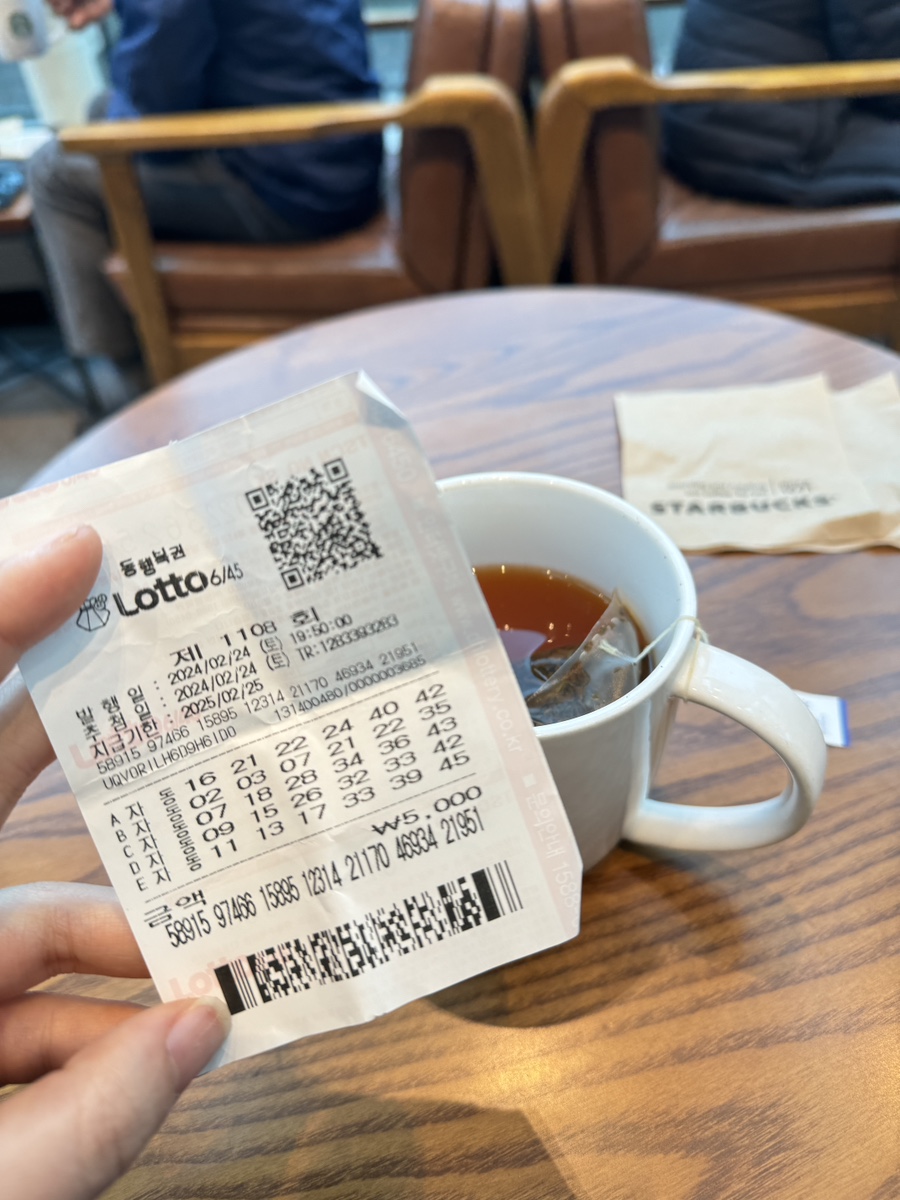 동행복권
Lotto 6/45
제 1108 회
발 행 일 : 2024/02/24 (토) 19:50:00
추 첨 일 : 2024/02/24 (토) TR:1283393283
지급기한 : 2025/02/25
58915 97466 15895 12314 21170 46934 21951
A 자동 16 21 22 24 40 42
B 자동 02 03 07 21 22 35
C 자동 07 18 28 34 36 43
D 자동 09 15 26 32 33 42
E 자동 11 13 17 33 39 45
금액 ₩5,000
58915 97466 15895 12314 21170 46934 21951
STARBUCKS